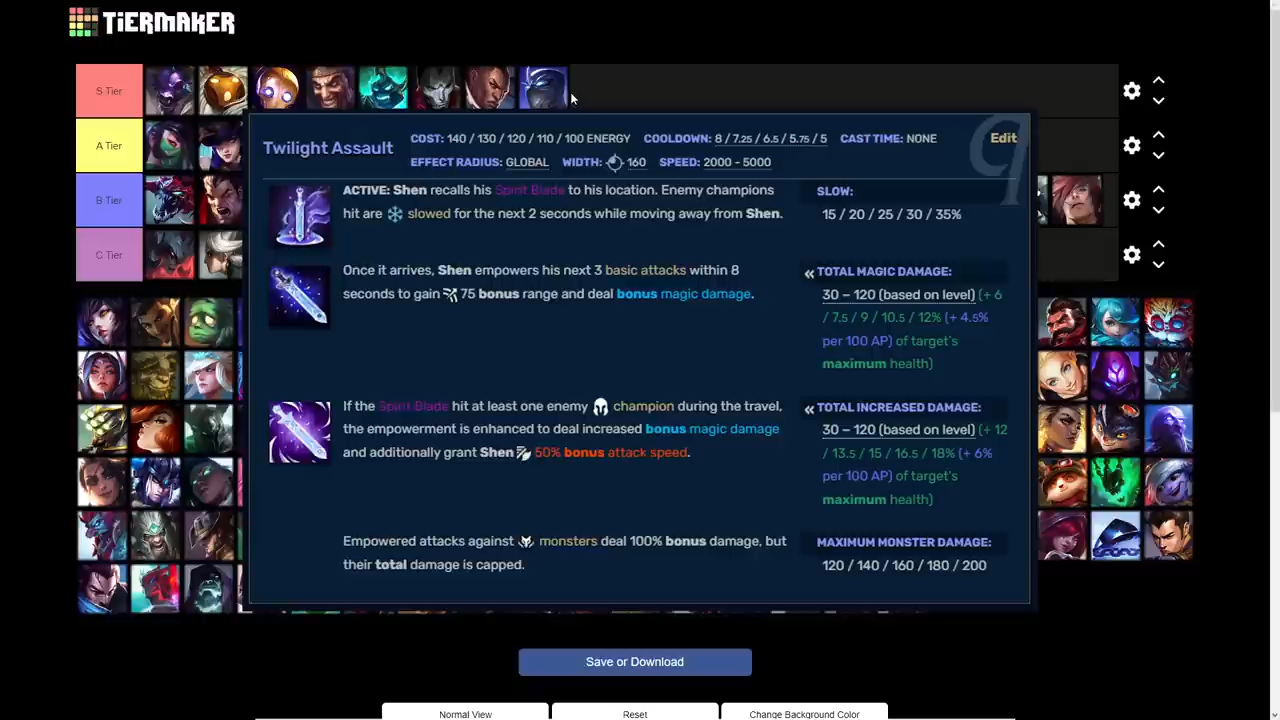 TIERMAKER
S Tier
A Tier
B Tier
C Tier
Twilight Assault
COST: 140 / 130 / 120 / 110 / 100 ENERGY COOLDOWN: 8 / 7.25 / 6.5 / 5.75 / 5 CAST TIME: NONE
EFFECT RADIUS: GLOBAL WIDTH: 160 SPEED: 2000 - 5000
Edit
q
ACTIVE: Shen recalls his Spirit Blade to his location. Enemy champions
hit are slowed for the next 2 seconds while moving away from Shen.
SLOW:
15 / 20 / 25 / 30 / 35%
Once it arrives, Shen empowers his next 3 basic attacks within 8
seconds to gain 75 bonus range and deal bonus magic damage.
« TOTAL MAGIC DAMAGE:
30 – 120 (based on level) (+ 6
/ 7.5 / 9 / 10.5 / 12% (+ 4.5%
per 100 AP) of target's
maximum health)
If the Spirit Blade hit at least one enemy champion during the travel,
the empowerment is enhanced to deal increased bonus magic damage
and additionally grant Shen 50% bonus attack speed.
« TOTAL INCREASED DAMAGE:
30 – 120 (based on level) (+ 12
/ 13.5 / 15 / 16.5 / 18% (+ 6%
per 100 AP) of target's
maximum health)
Empowered attacks against monsters deal 100% bonus damage, but
their total damage is capped.
MAXIMUM MONSTER DAMAGE:
120 / 140 / 160 / 180 / 200
Save or Download
Normal View
Reset
Change Background Color